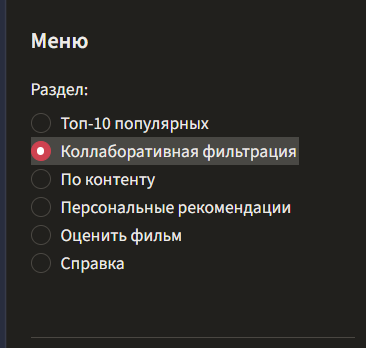 Меню
Раздел:
Топ-10 популярных
Коллаборативная фильтрация
По контенту
Персональные рекомендации
Оценить фильм
Справка